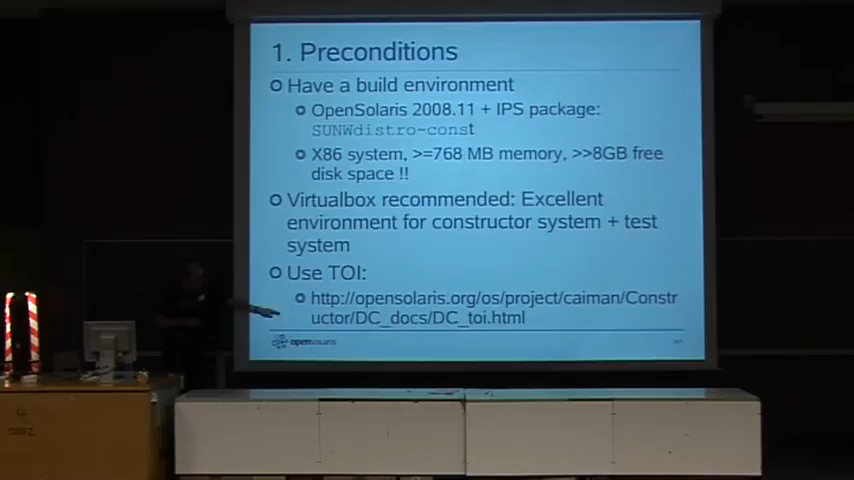 1. Preconditions
Have a build environment
OpenSolaris 2008.11 + IPS package:
SUNWdistro-const
X86 system, >=768 MB memory, >>8GB free
disk space !!
Virtualbox recommended: Excellent
environment for constructor system + test
system
Use TOI:
http://opensolaris.org/os/project/caiman/Constr
uctor/DC_docs/DC_toi.html
opensolaris